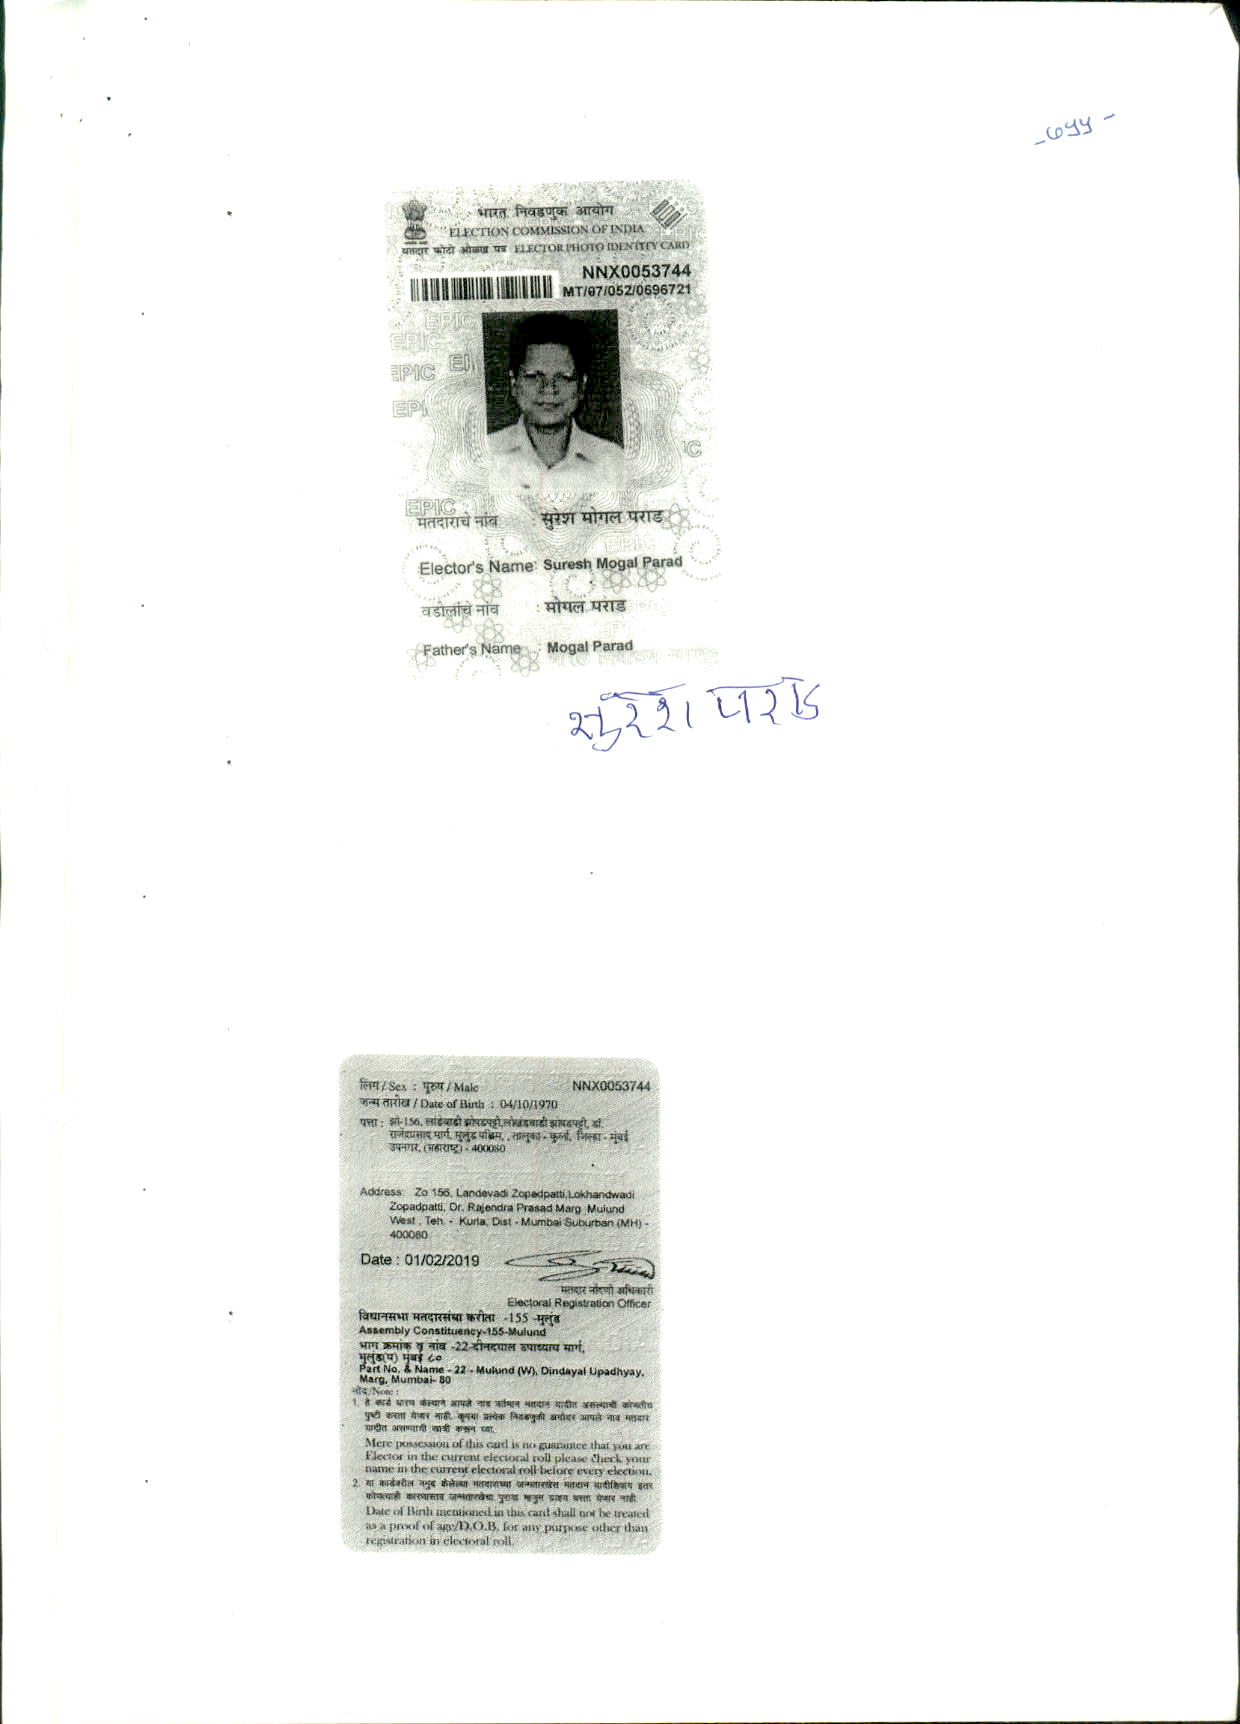 -७५५-
भारत निवडणुक आयोग
ELECTION COMMISSION OF INDIA
मतदार फोटो ओळख पत्र ELECTOR PHOTO IDENTITY CARD
NNX0053744
MT/07/052/0696721
EPIC
EPIC
EPIC
EPIC
मतदाराचे नांव : सुरेश मोगल पराड
Elector's Name: Suresh Mogal Parad
वडीलांचे नांव : मोगल पराड
Father's Name : Mogal Parad
सुरेश पराड
लिंग / Sex : पुरुष / Male NNX0053744
जन्म तारीख / Date of Birth : 04/10/1970
पत्ता : झो-156, लांडेवाडी झोपडपट्टी,लोखंडवाडी झोपडपट्टी, डॉ.
राजेंद्रप्रसाद मार्ग, मुलुंड पश्चिम, , तालुका - कुर्ला, जिल्हा - मुंबई
उपनगर, (महाराष्ट्र) - 400080
Address: Zo 156, Landevadi Zopadpatti,Lokhandwadi
Zopadpatti, Dr. Rajendra Prasad Marg Mulund
West , Teh. - Kurla, Dist - Mumbai Suburban (MH) -
400080
Date : 01/02/2019
मतदार नोंदणी अधिकारी
Electoral Registration Officer
विधानसभा मतदारसंघा करीता -155 -मुलुंड
Assembly Constituency-155-Mulund
भाग क्रमांक व नांव -22-दीनदयाल उपाध्याय मार्ग,
मुलुंड(प) मुंबई ८०
Part No. & Name - 22 - Mulund (W), Dindayal Upadhyay,
Marg, Mumbai- 80
नोंद/Note :
1. हे कार्ड धारण केल्याने आपले नाव वर्तमान मतदान यादीत असल्याची कोणतीच
पुष्टी करता येणार नाही. कृपया प्रत्येक निवडणुकी अगोदर आपले नाव मतदार
यादीत असण्याची खात्री करून घ्या.
Mere possession of this card is no guarantee that you are
Elector in the current electoral roll please check your
name in the current electoral roll before every election.
2. या कार्डवरील नमुद केलेल्या मतदाराच्या जन्मतारखेस मतदान यादीशिवाय इतर
कोणत्याही कारणास्तव जन्मतारखेचा पुरावा म्हणून ग्राह्य धरता येणार नाही.
Date of Birth mentioned in this card shall not be treated
as a proof of age/D.O.B. for any purpose other than
registration in electoral roll.